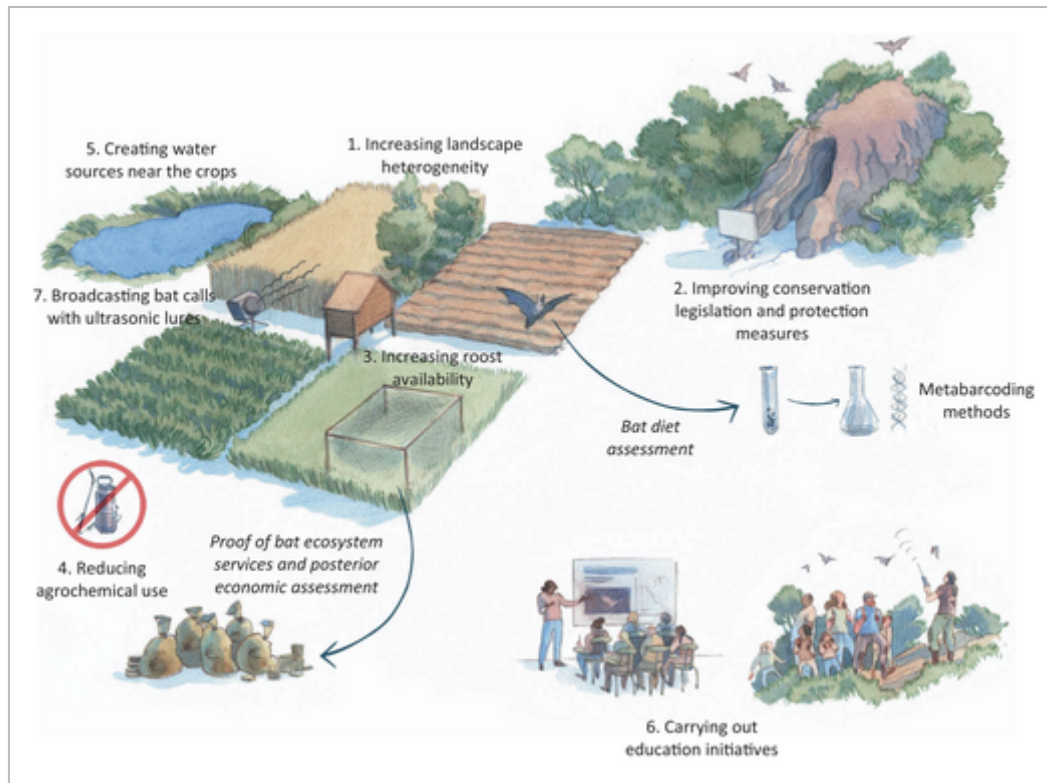 5. Creating water
sources near the crops
1. Increasing landscape
heterogeneity
7. Broadcasting bat calls
with ultrasonic lures
2. Improving conservation
legislation and protection
measures
3. Increasing roost
availability
Metabarcoding
methods
Bat diet
assessment
4. Reducing
agrochemical use
Proof of bat ecosystem
services and posterior
economic assessment
6. Carrying out
education initiatives